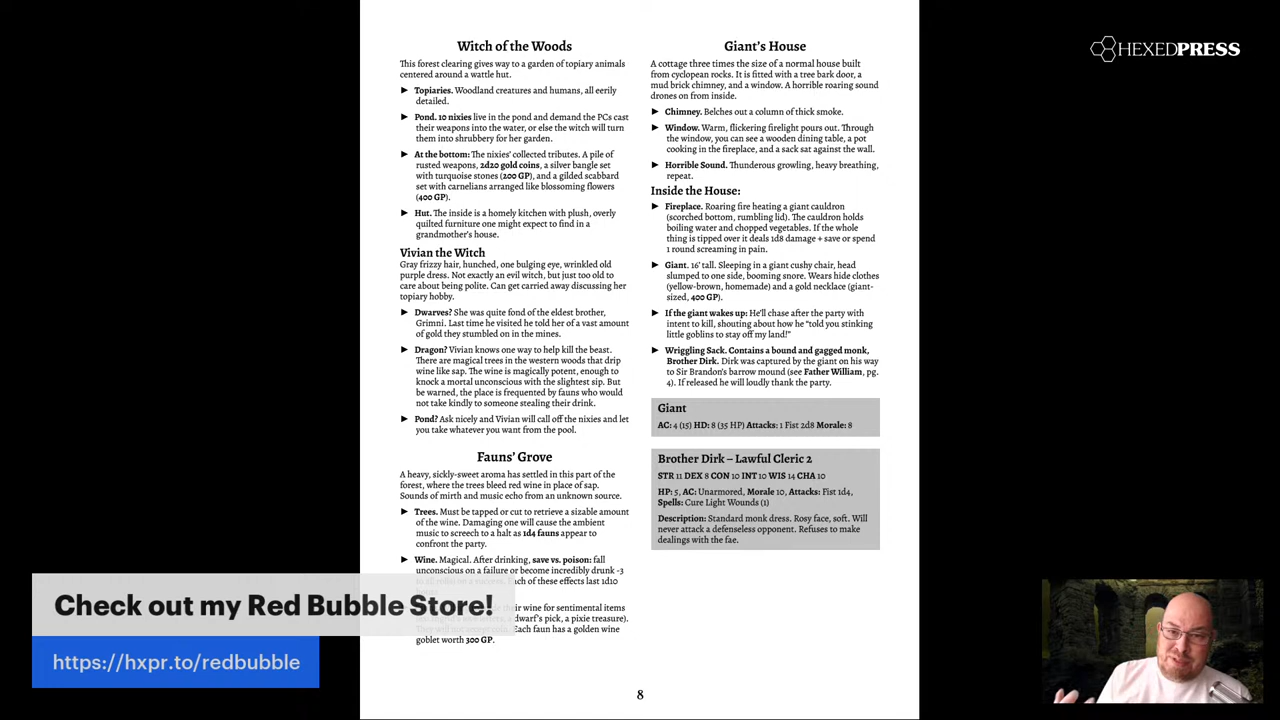 HEXEDPRESS
Witch of the Woods
This forest clearing gives way to a garden of topiary animals
centered around a wattle hut.
► Topiaries. Woodland creatures and humans, all eerily
detailed.
► Pond. 10 nixies live in the pond and demand the PCs cast
their weapons into the water, or else the witch will turn
them into shrubbery for her garden.
► At the bottom: The nixies' collected tributes. A pile of
rusted weapons, 2d20 gold coins, a silver bangle set
with turquoise stones (200 GP), and a gilded scabbard
set with carnelians arranged like blossoming flowers
(400 GP).
► Hut. The inside is a homely kitchen with plush, overly
quilted furniture one might expect to find in a
grandmother's house.
Vivian the Witch
Gray frizzy hair, hunched, one bulging eye, wrinkled old
purple dress. Not exactly an evil witch, but just too old to
care about being polite. Can get carried away discussing her
topiary hobby.
► Dwarves? She was quite fond of the eldest brother,
Grimni. Last time he visited he told her of a vast amount
of gold they stumbled on in the mines.
► Dragon? Vivian knows one way to help kill the beast.
There are magical trees in the western woods that drip
wine like sap. The wine is magically potent, enough to
knock a mortal unconscious with the slightest sip. But
be warned, the place is frequented by fauns who would
not take kindly to someone stealing their drink.
► Pond? Ask nicely and Vivian will call off the nixies and let
you take whatever you want from the pool.
Fauns' Grove
A heavy, sickly-sweet aroma has settled in this part of the
forest, where the trees bleed red wine in place of sap.
Sounds of mirth and music echo from an unknown source.
► Trees. Must be tapped or cut to retrieve a sizable amount
of the wine. Damaging one will cause the ambient
music to screech to a halt as 1d4 fauns appear to
confront the party.
► Wine. Magical. After drinking, save vs. poison: fall
unconscious on a failure or become incredibly drunk -3
to all rolls) on a success. Each of these effects last 1d10
their wine for sentimental items
dwarf's pick, a pixie treasure).
Each faun has a golden wine
goblet worth 300 GP.
Giant's House
A cottage three times the size of a normal house built
from cyclopean rocks. It is fitted with a tree bark door, a
mud brick chimney, and a window. A horrible roaring sound
drones on from inside.
► Chimney. Belches out a column of thick smoke.
► Window. Warm, flickering firelight pours out. Through
the window, you can see a wooden dining table, a pot
cooking in the fireplace, and a sack sat against the wall.
► Horrible Sound. Thunderous growling, heavy breathing,
repeat.
Inside the House:
► Fireplace. Roaring fire heating a giant cauldron
(scorched bottom, rumbling lid). The cauldron holds
boiling water and chopped vegetables. If the whole
thing is tipped over it deals 1d8 damage + save or spend
1 round screaming in pain.
► Giant. 16' tall. Sleeping in a giant cushy chair, head
slumped to one side, booming snore. Wears hide clothes
(yellow-brown, homemade) and a gold necklace (giant-
sized, 400 GP).
► If the giant wakes up: He'll chase after the party with
intent to kill, shouting about how he "told you stinking
little goblins to stay off my land!"
► Wriggling Sack. Contains a bound and gagged monk,
Brother Dirk. Dirk was captured by the giant on his way
to Sir Brandon's barrow mound (see Father William, pg.
4). If released he will loudly thank the party.
Giant
AC: 4 (15) HD: 8 (35 HP) Attacks: 1 Fist 2d8 Morale: 8
Brother Dirk – Lawful Cleric 2
STR 11 DEX 8 CON 10 INT 10 WIS 14 CHA 10
HP: 5, AC: Unarmored, Morale 10, Attacks: Fist 1d4,
Spells: Cure Light Wounds (1)
Description: Standard monk dress. Rosy face, soft. Will
never attack a defenseless opponent. Refuses to make
dealings with the fae.
8
Check out my Red Bubble Store!
https://hxpr.to/redbubble